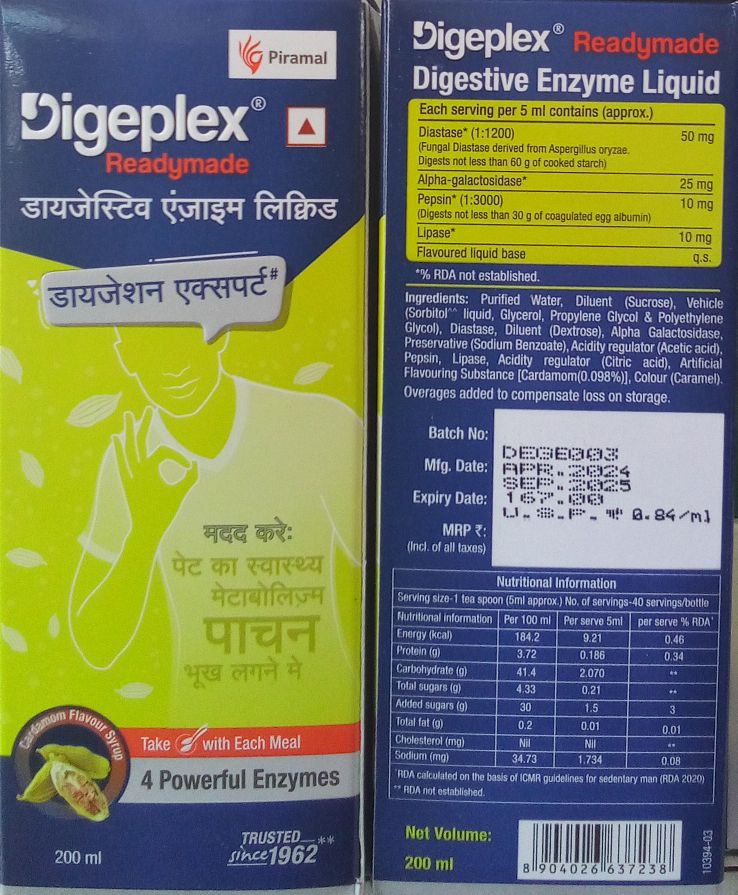 Piramal
Digeplex®
Readymade
डायजेस्टिव एंज़ाइम लिक्विड
डायजेशन एक्सपर्ट#
मदद करे:
पेट का स्वास्थ्य
मेटाबोलिज़्म
पाचन
भूख लगने मे
Cardamom Flavour Syrup
Take with Each Meal
4 Powerful Enzymes
200 ml
TRUSTED **
since 1962
Digeplex® Readymade
Digestive Enzyme Liquid
Each serving per 5 ml contains (approx.)
Diastase* (1:1200) 50 mg
(Fungal Diastase derived from Aspergillus oryzae.
Digests not less than 60 g of cooked starch)
Alpha-galactosidase* 25 mg
Pepsin* (1:3000) 10 mg
(Digests not less than 30 g of coagulated egg albumin)
Lipase* 10 mg
Flavoured liquid base q.s.
*% RDA not established.
Ingredients: Purified Water, Diluent (Sucrose), Vehicle
(Sorbitol^^ liquid, Glycerol, Propylene Glycol & Polyethylene
Glycol), Diastase, Diluent (Dextrose), Alpha Galactosidase,
Preservative (Sodium Benzoate), Acidity regulator (Acetic acid),
Pepsin, Lipase, Acidity regulator (Citric acid), Artificial
Flavouring Substance [Cardamom(0.098%)], Colour (Caramel).
Overages added to compensate loss on storage.
Batch No: DEGE003
Mfg. Date: APR.2024
Expiry Date: SEP.2025
MRP ₹: 167.00
(Incl. of all taxes) U.S.P. ₹ 0.84/ml
Nutritional Information
Serving size-1 tea spoon (5ml approx.) No. of servings-40 servings/bottle
Nutritional information Per 100 ml Per serve 5ml per serve % RDA*
Energy (kcal) 184.2 9.21 0.46
Protein (g) 3.72 0.186 0.34
Carbohydrate (g) 41.4 2.070 **
Total sugars (g) 4.33 0.21 **
Added sugars (g) 30 1.5 3
Total fat (g) 0.2 0.01 0.01
Cholesterol (mg) Nil Nil **
Sodium (mg) 34.73 1.734 0.08
*RDA calculated on the basis of ICMR guidelines for sedentary man (RDA 2020)
** RDA not established.
Net Volume:
200 ml
8 904026 637238
10394-03